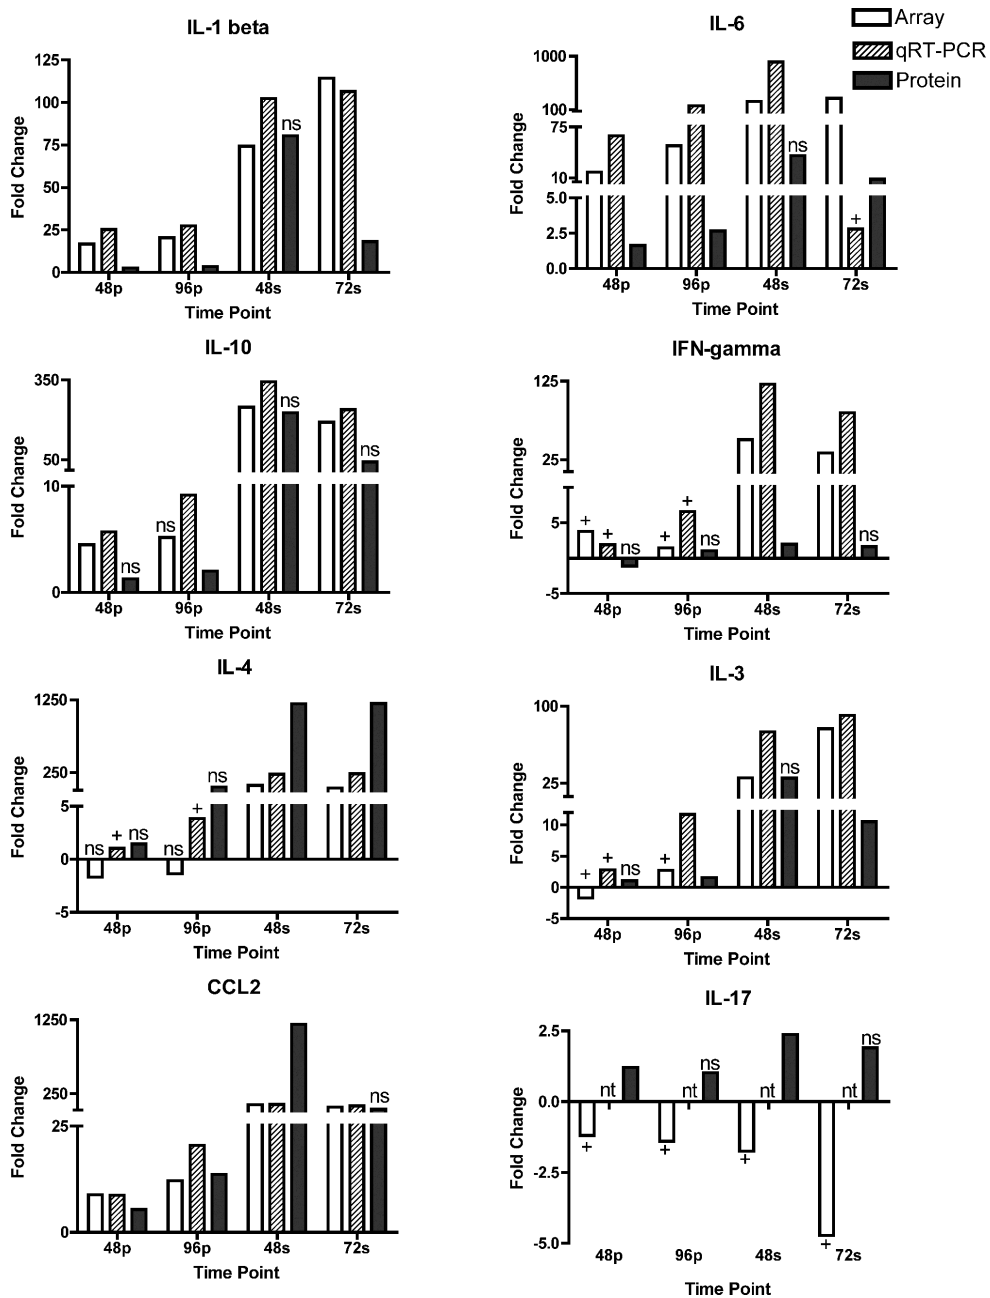 IL-1 beta
125
100
75
50
25
0
Fold Change
ns
48p 96p 48s 72s
Time Point
IL-6
Array
qRT-PCR
Protein
1000
100
75
10
5.0
2.5
0.0
Fold Change
ns
+
48p 96p 48s 72s
Time Point
IL-10
350
50
10
0
Fold Change
ns
ns
ns
ns
48p 96p 48s 72s
Time Point
IFN-gamma
125
25
5
-5
Fold Change
+ + ns
+ + ns
ns
48p 96p 48s 72s
Time Point
IL-4
1250
250
5
0
-5
Fold Change
ns + ns
ns + ns
48p 96p 48s 72s
Time Point
IL-3
100
25
10
5
0
-5
Fold Change
+ + ns
+
ns
48p 96p 48s 72s
Time Point
CCL2
1250
250
25
0
Fold Change
ns
48p 96p 48s 72s
Time Point
IL-17
2.5
0.0
-2.5
-5.0
Fold Change
nt
nt ns
nt
nt ns
+ + + +
48p 96p 48s 72s
Time Point